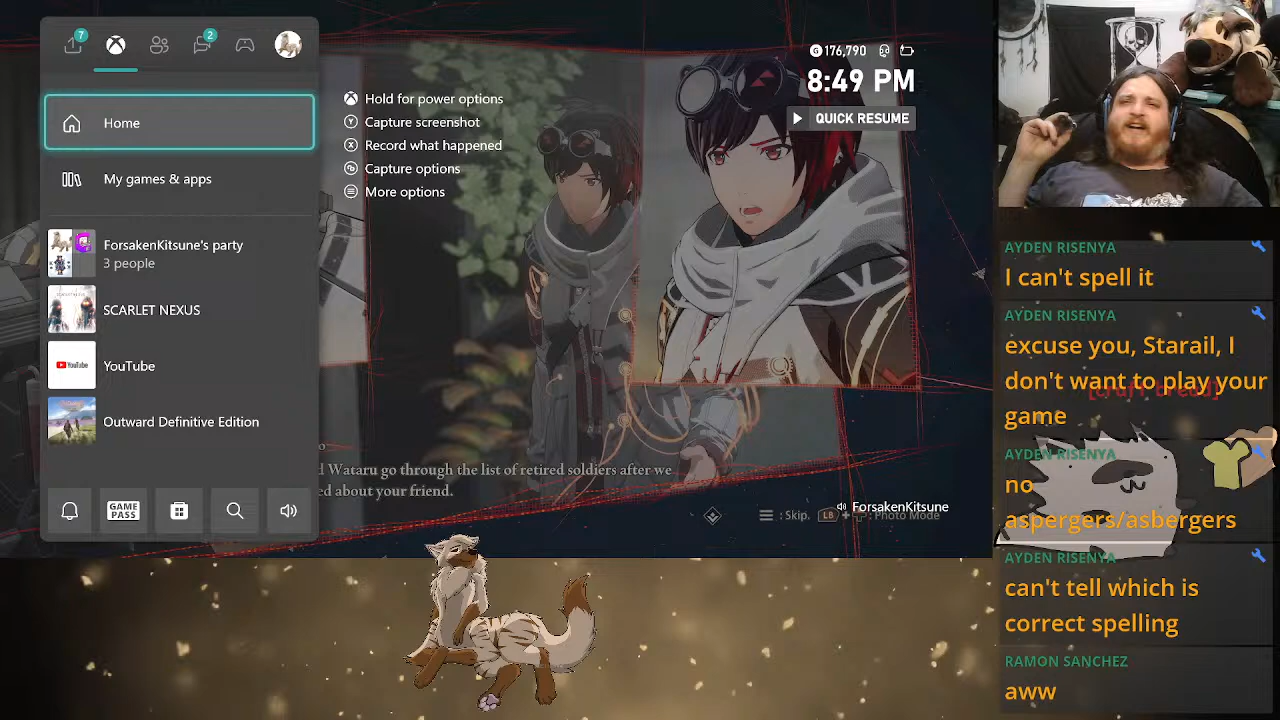 7
2
Home
My games & apps
ForsakenKitsune's party
3 people
SCARLET NEXUS
YouTube
YouTube
Outward Definitive Edition
GAME
PASS
Hold for power options
Capture screenshot
Record what happened
Capture options
More options
G 176,790
8:49 PM
QUICK RESUME
d Wataru go through the list of retired soldiers after we
ed about your friend.
ForsakenKitsune
: Skip. LB + : Photo Mode
AYDEN RISENYA
I can't spell it
AYDEN RISENYA
excuse you, Starail, I
don't want to play your
game
AYDEN RISENYA
no
aspergers/asbergers
AYDEN RISENYA
can't tell which is
correct spelling
RAMON SANCHEZ
aww